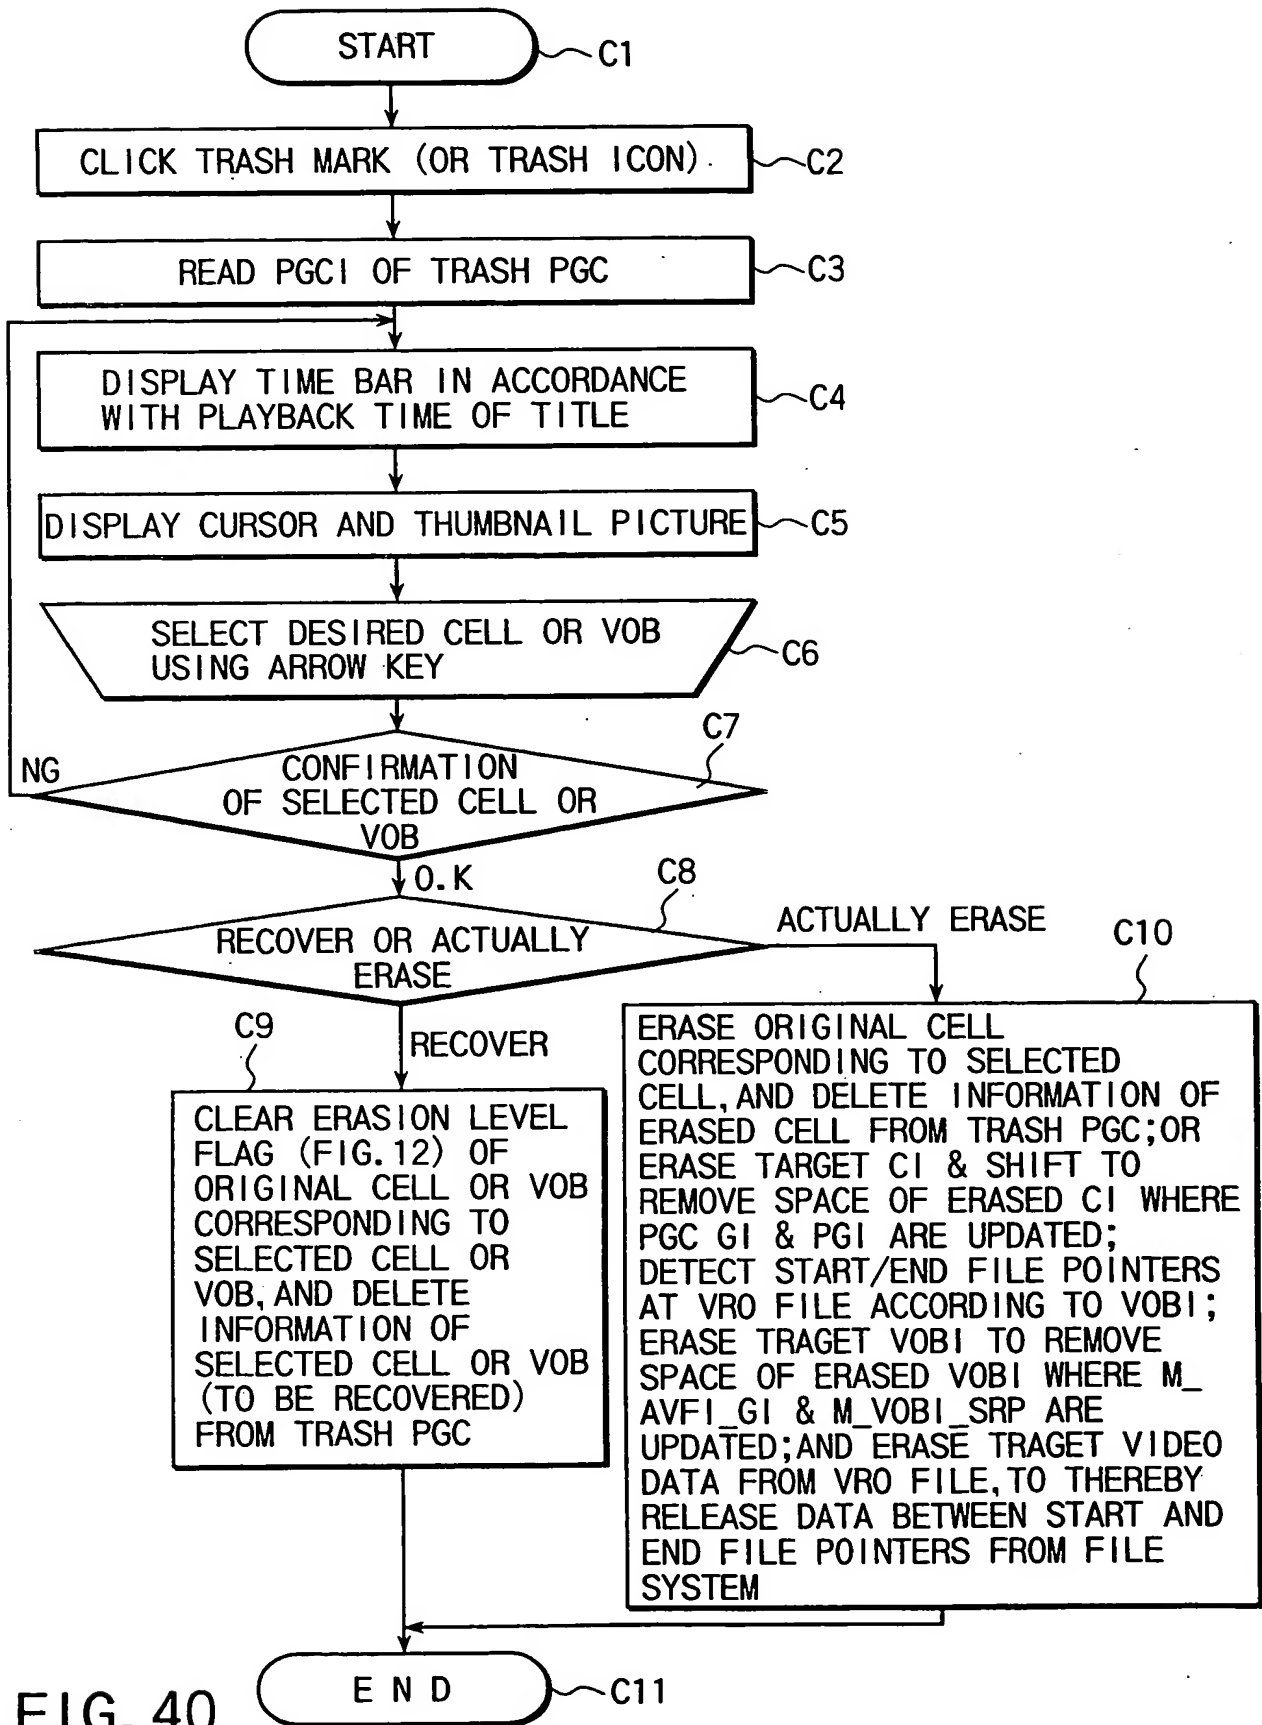 START
C1
CLICK TRASH MARK (OR TRASH ICON)
C2
READ PGCI OF TRASH PGC
C3
DISPLAY TIME BAR IN ACCORDANCE
WITH PLAYBACK TIME OF TITLE
C4
DISPLAY CURSOR AND THUMBNAIL PICTURE
C5
SELECT DESIRED CELL OR VOB
USING ARROW KEY
C6
C7
NG
CONFIRMATION
OF SELECTED CELL OR
VOB
O.K
C8
RECOVER OR ACTUALLY
ERASE
ACTUALLY ERASE
C10
C9
RECOVER
CLEAR ERASION LEVEL
FLAG (FIG.12) OF
ORIGINAL CELL OR VOB
CORRESPONDING TO
SELECTED CELL OR
VOB, AND DELETE
INFORMATION OF
SELECTED CELL OR VOB
(TO BE RECOVERED)
FROM TRASH PGC
ERASE ORIGINAL CELL
CORRESPONDING TO SELECTED
CELL, AND DELETE INFORMATION OF
ERASED CELL FROM TRASH PGC;OR
ERASE TARGET CI & SHIFT TO
REMOVE SPACE OF ERASED CI WHERE
PGC GI & PGI ARE UPDATED;
DETECT START/END FILE POINTERS
AT VRO FILE ACCORDING TO VOBI;
ERASE TRAGET VOBI TO REMOVE
SPACE OF ERASED VOBI WHERE M_
AVFI_GI & M_VOBI_SRP ARE
UPDATED;AND ERASE TRAGET VIDEO
DATA FROM VRO FILE, TO THEREBY
RELEASE DATA BETWEEN START AND
END FILE POINTERS FROM FILE
SYSTEM
END
C11
FIG. 40